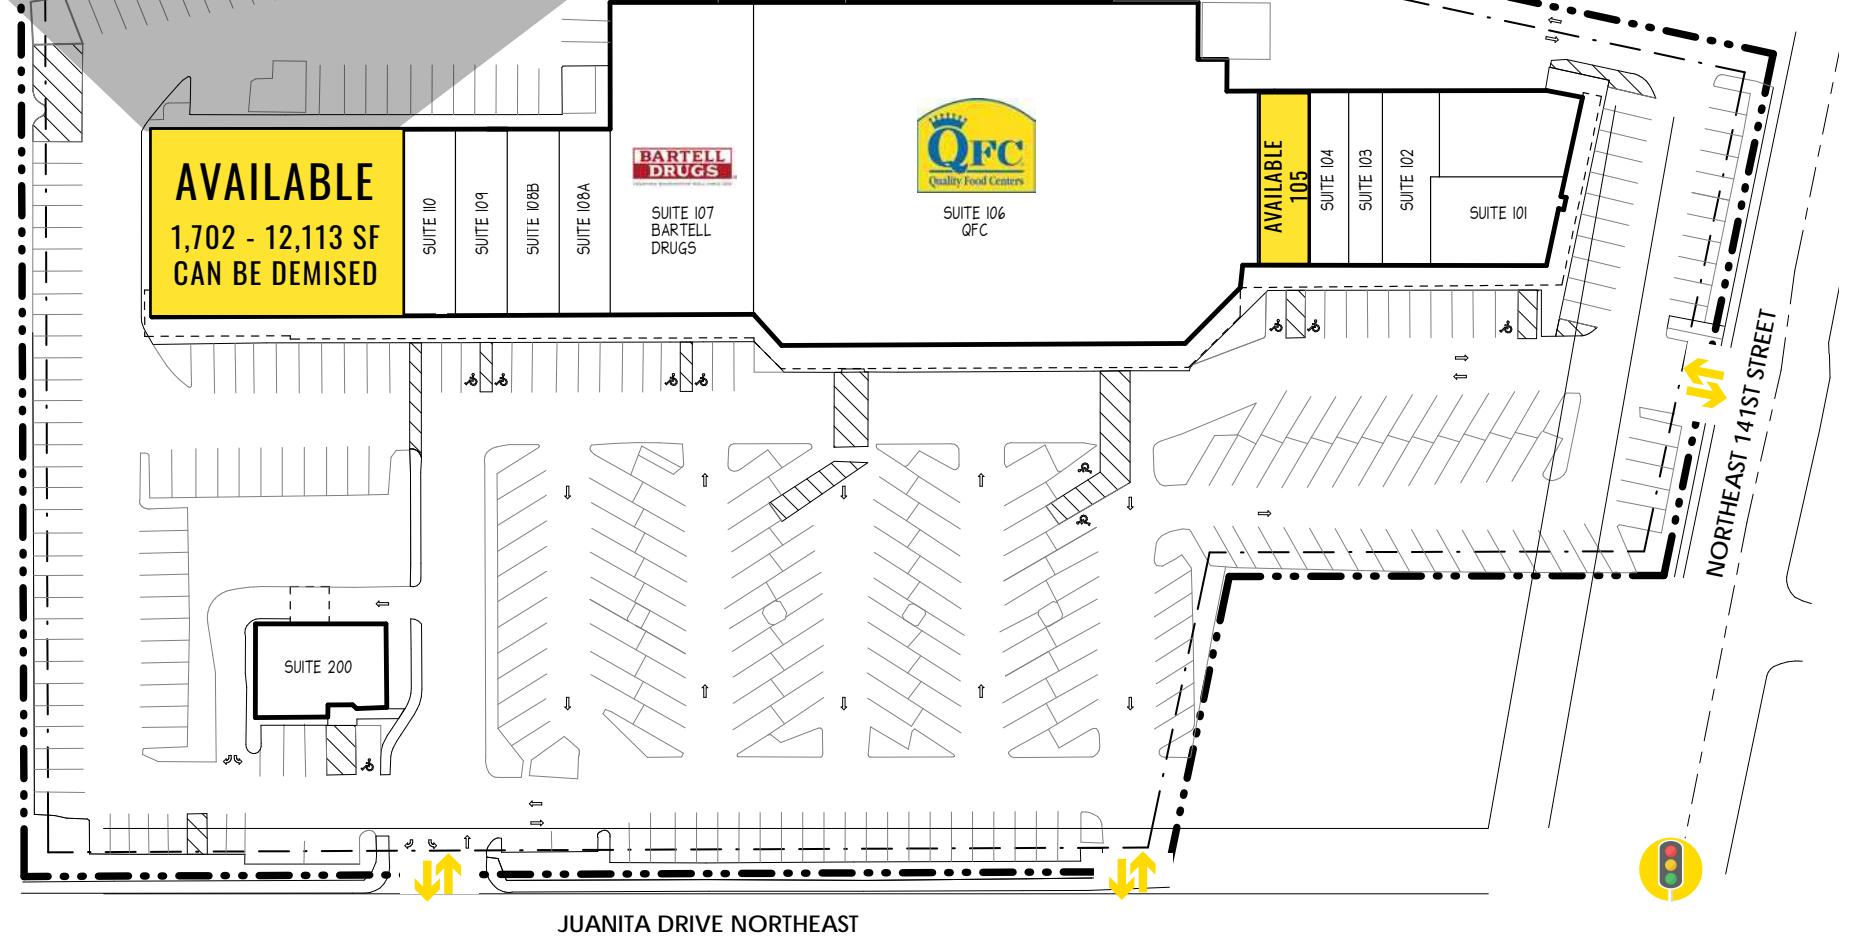 AVAILABLE
1,702 - 12,113 SF
CAN BE DEMISED
SUITE 110
SUITE 109
SUITE 108B
SUITE 108A
BARTELL
DRUGS
SUITE 107
BARTELL
DRUGS
QFC
Quality Food Centers
SUITE 106
QFC
AVAILABLE
105
SUITE 104
SUITE 103
SUITE 102
SUITE 101
NORTHEAST 141ST STREET
SUITE 200
JUANITA DRIVE NORTHEAST